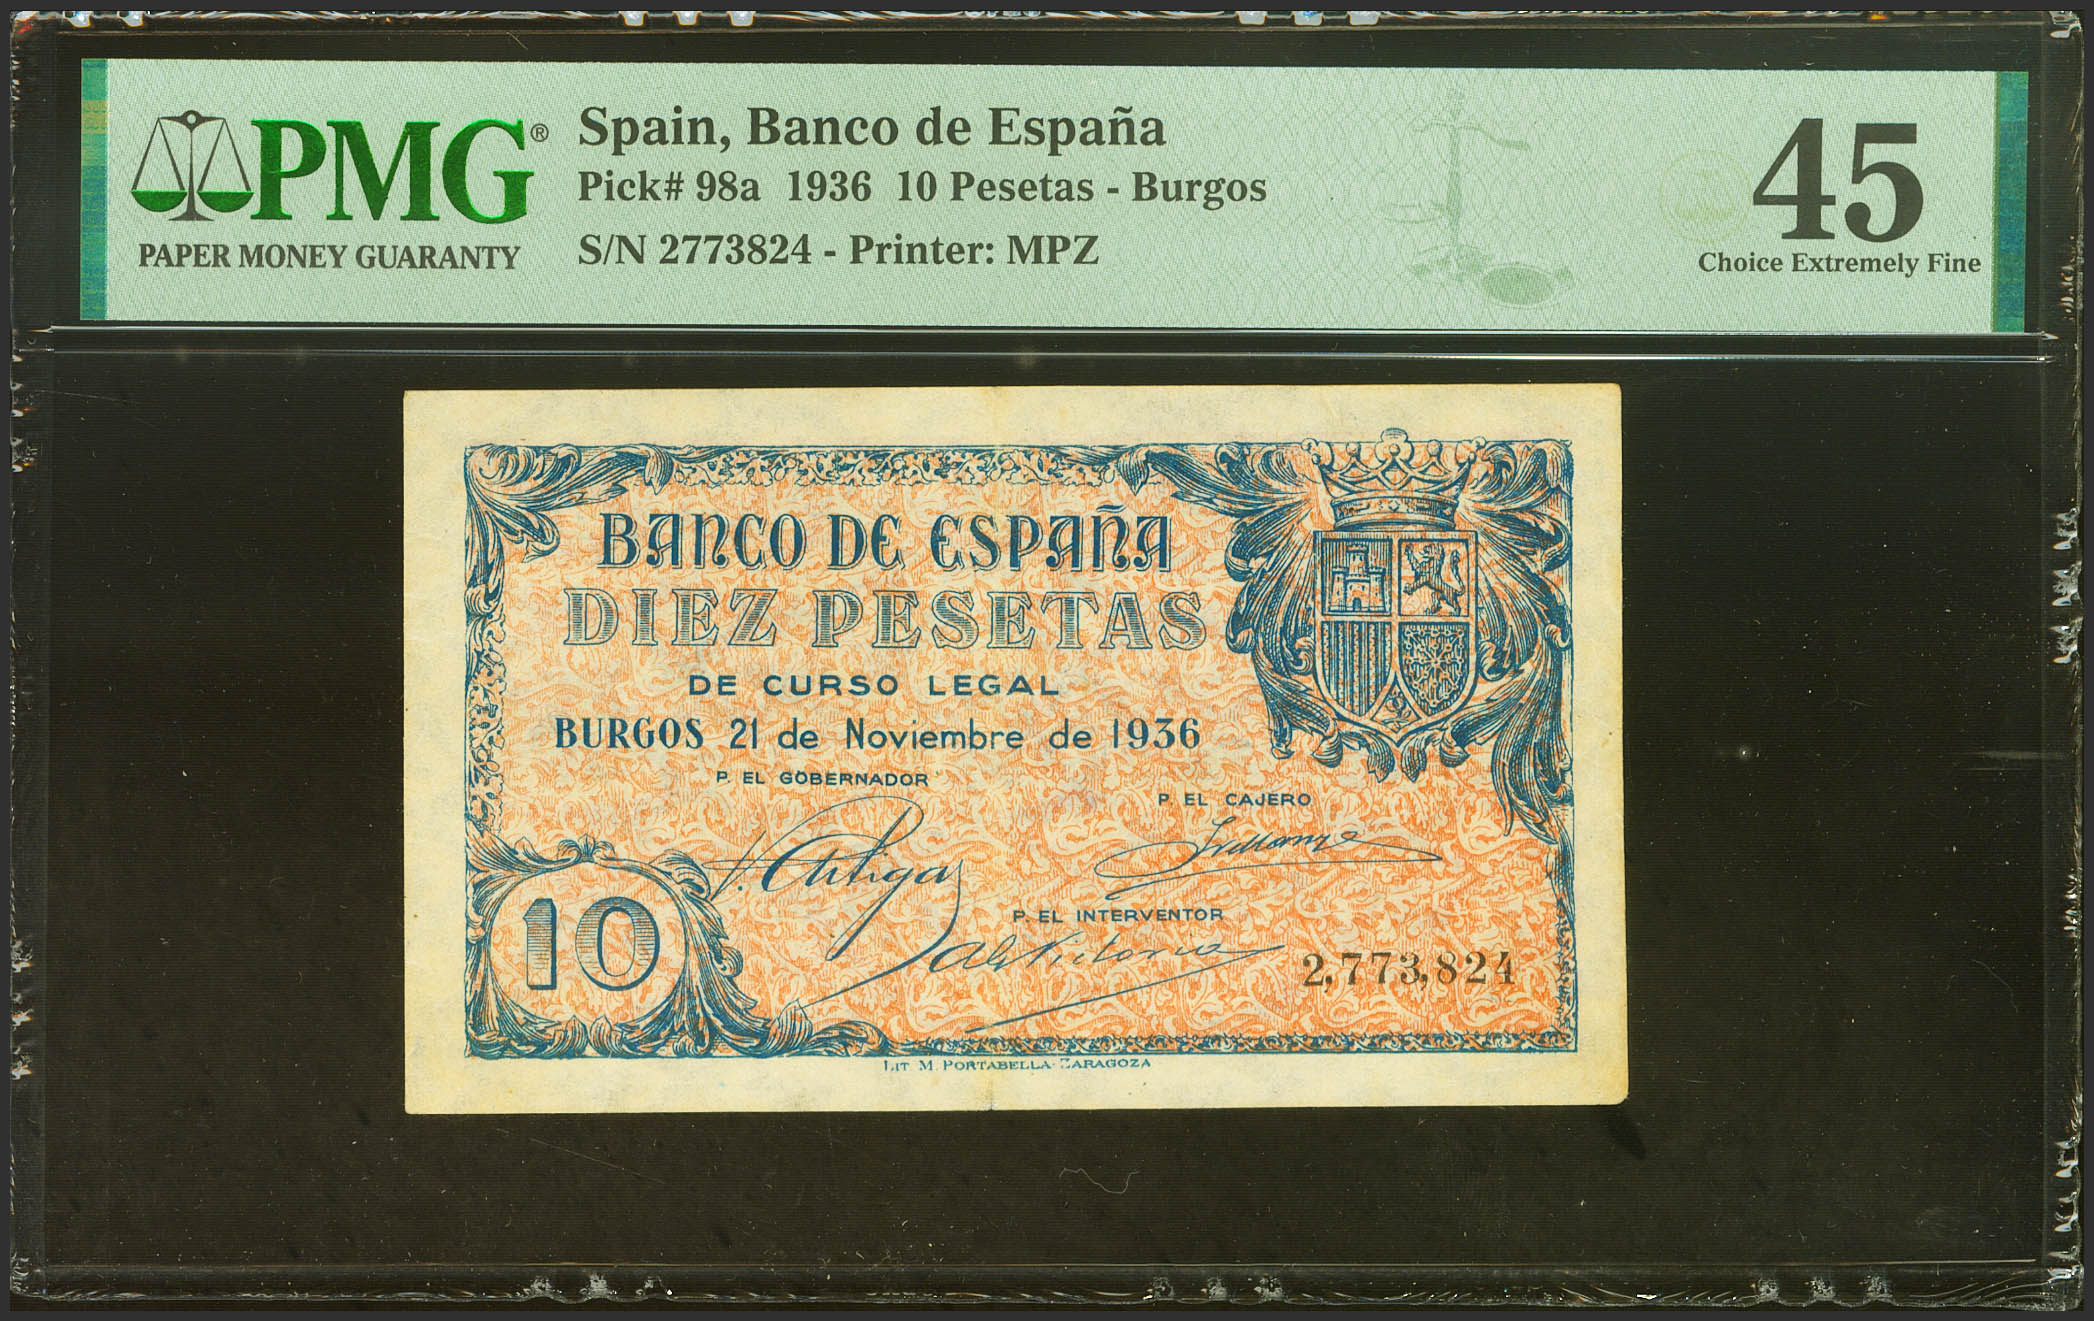 PMG®
PAPER MONEY GUARANTY
Spain, Banco de España
Pick# 98a 1936 10 Pesetas - Burgos
S/N 2773824 - Printer: MPZ
45
Choice Extremely Fine
BANCO DE ESPAÑA
DIEZ PESETAS
DE CURSO LEGAL
BURGOS 21 de Noviembre de 1936
P. EL GOBERNADOR
P. EL CAJERO
V. Artigas
P. EL INTERVENTOR
10
2,773,824
LIT M. PORTABELLA-ZARAGOZA